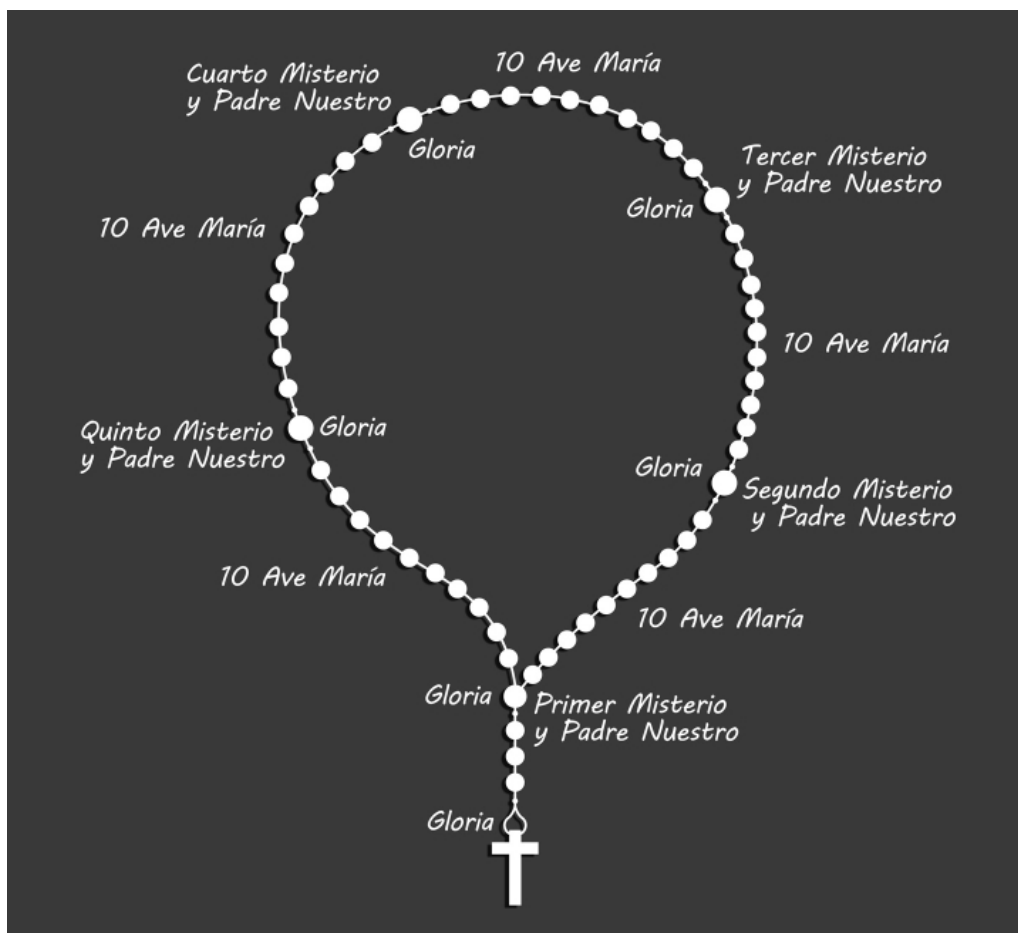 10 Ave María
Cuarto Misterio
y Padre Nuestro
Gloria
Tercer Misterio
y Padre Nuestro
Gloria
10 Ave María
10 Ave María
Quinto Misterio
y Padre Nuestro
Gloria
Gloria
Segundo Misterio
y Padre Nuestro
10 Ave María
10 Ave María
Gloria
Primer Misterio
y Padre Nuestro
Gloria